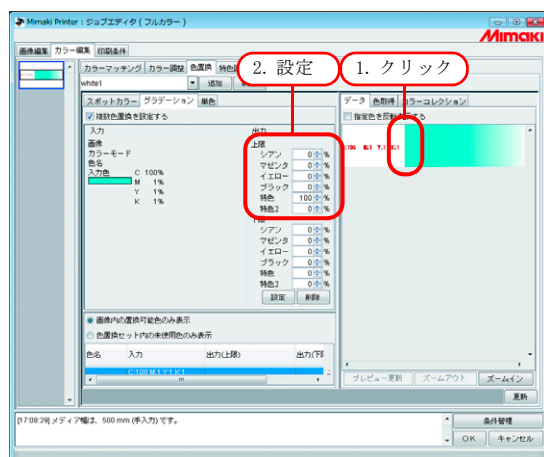 Mimaki Printer : ジョブエディタ ( フルカラー )
Mimaki
画像編集 カラー編集 印刷条件
カラーマッチング カラー調整 色置換
2. 設定
1. クリック
white1
追加
スポットカラー グラデーション 単色
データ 色取得 カラーコレクション
複数色置換を設定する
指定色を反転表示する
入力
出力
画像
上限
カラーモード
シアン 0 %
色名
マゼンタ 0 %
入力色 C 100%
イエロー 0 %
M 1%
ブラック 0 %
Y 1%
特色 100 %
K 1%
特色2 0 %
シアン 0 %
マゼンタ 0 %
イエロー 0 %
ブラック 0 %
特色 0 %
特色2 0 %
設定 削除
画像内の置換可能色のみ表示
色置換セット内の未使用色のみ表示
色名 入力 出力(上限) 出力(下限
C:100 M:1 Y:1 K:1
プレビュー更新 ズームアウト ズームイン
更新
[17:08:29] メディア幅は、500 mm (手入力) です。
条件管理
OK キャンセル